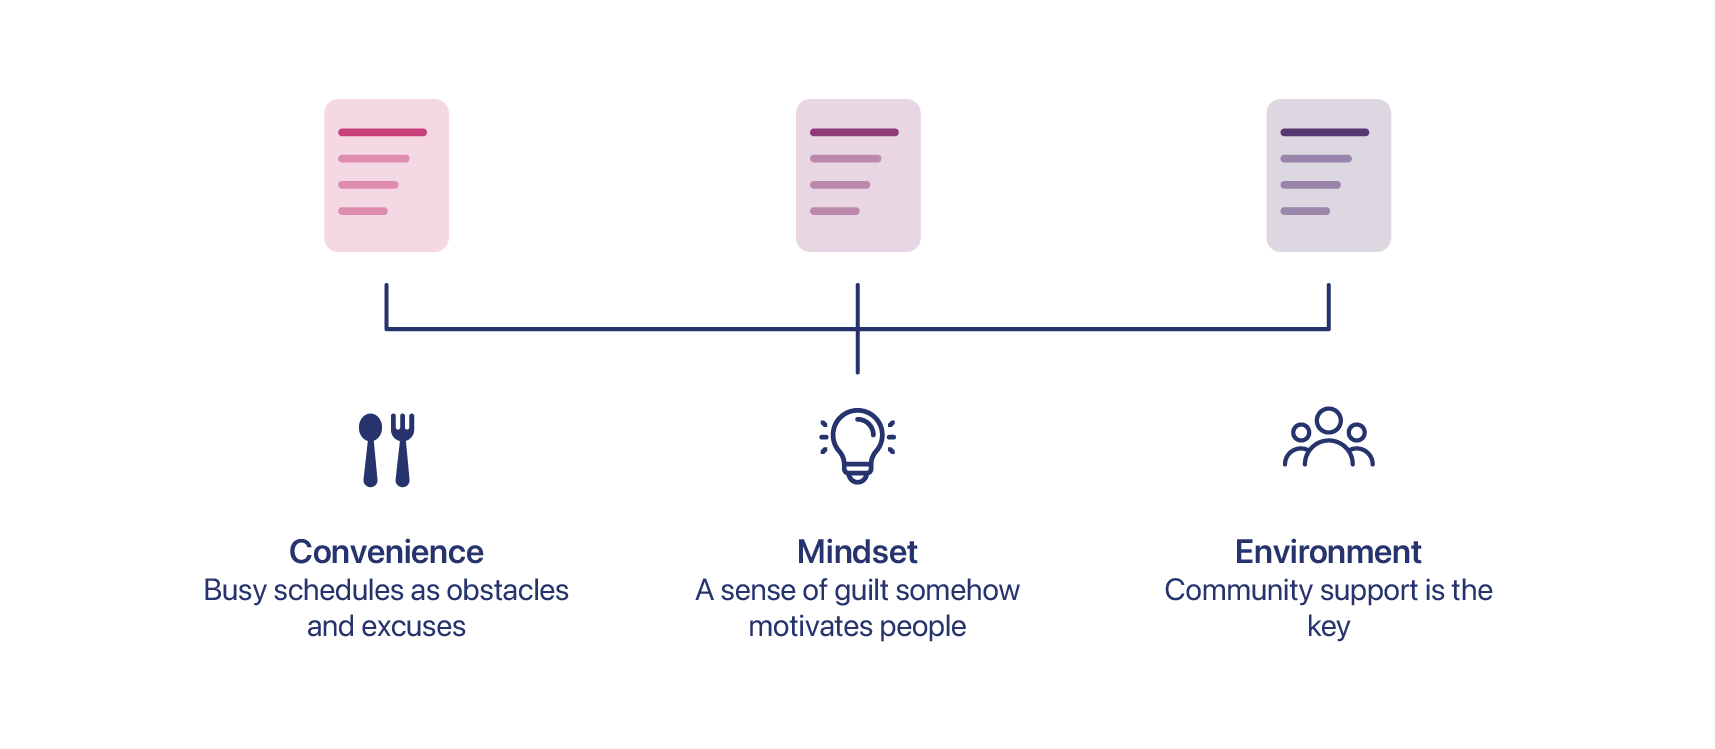 Convenience
Busy schedules as obstacles
and excuses
Mindset
A sense of guilt somehow
motivates people
Environment
Community support is the
key